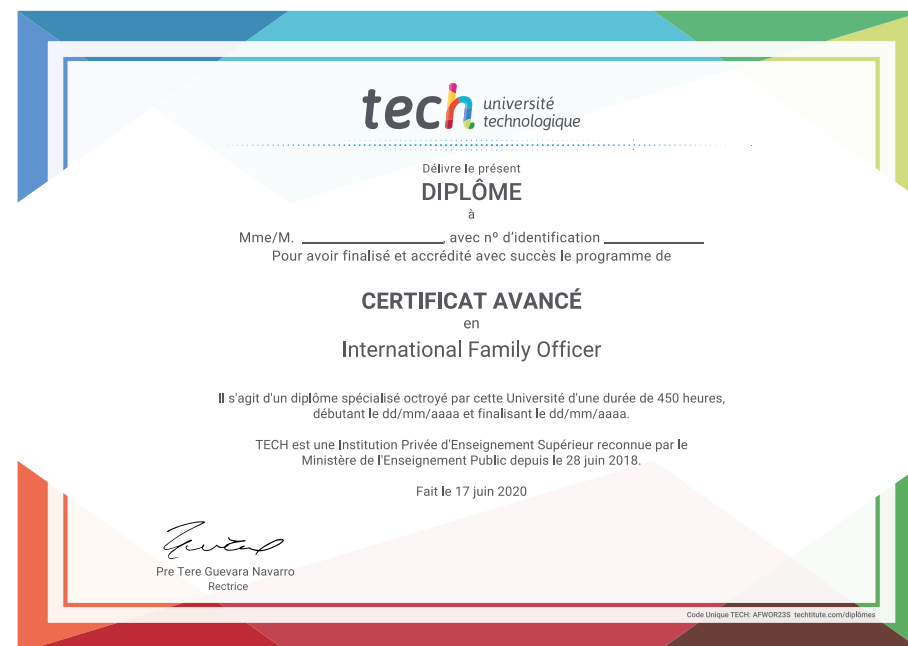 tech université
technologique
Délivre le présent
DIPLÔME
à
Mme/M. ____________________, avec nº d'identification ______________
Pour avoir finalisé et accrédité avec succès le programme de
CERTIFICAT AVANCÉ
en
International Family Officer
Il s'agit d'un diplôme spécialisé octroyé par cette Université d'une durée de 450 heures,
débutant le dd/mm/aaaa et finalisant le dd/mm/aaaa.
TECH est une Institution Privée d'Enseignement Supérieur reconnue par le
Ministère de l'Enseignement Public depuis le 28 juin 2018.
Fait le 17 juin 2020
Pre Tere Guevara Navarro
Rectrice
Code Unique TECH: AFWOR23S techtitute.com/diplômes